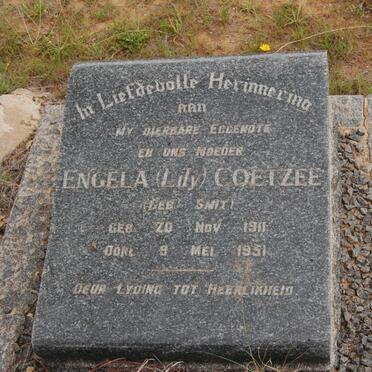 In Liefdevolle Herinnering
AAN
MY DIERBARE EGGENOTE
EN ONS MOEDER
ENGELA (Lily) COETZEE
(GEB SMIT)
GEB 20 NOV 1911
OORL 9 MEI 1951
DEUR LYDING TOT HEERLIKHEID